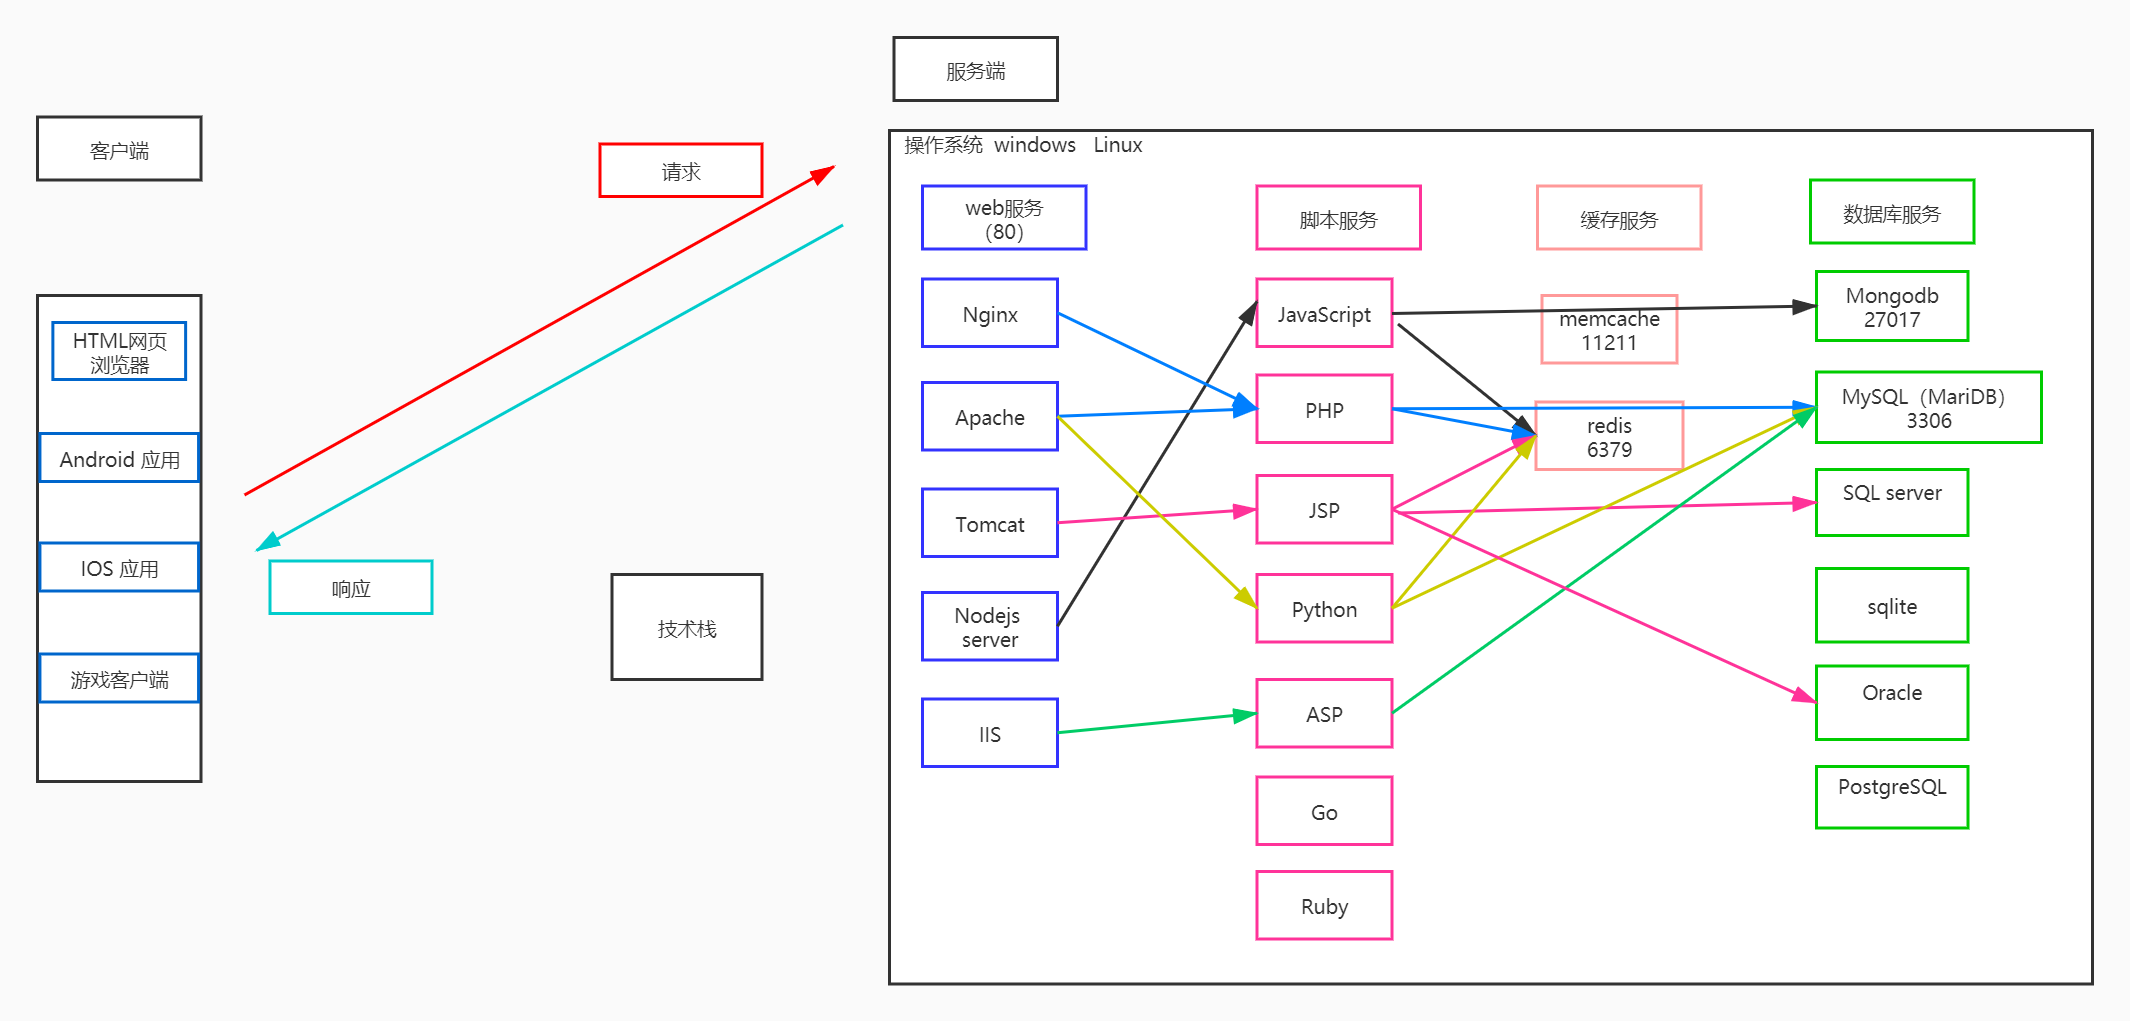 服务端
客户端
请求
操作系统  windows   Linux
web服务
（80）
脚本服务
缓存服务
数据库服务
Nginx
JavaScript
memcache
11211
Mongodb
27017
HTML网页
浏览器
Apache
PHP
redis
6379
MySQL（MariDB）
3306
Android 应用
Tomcat
JSP
SQL server
IOS 应用
响应
技术栈
Nodejs
server
Python
sqlite
游戏客户端
IIS
ASP
Oracle
Go
PostgreSQL
Ruby